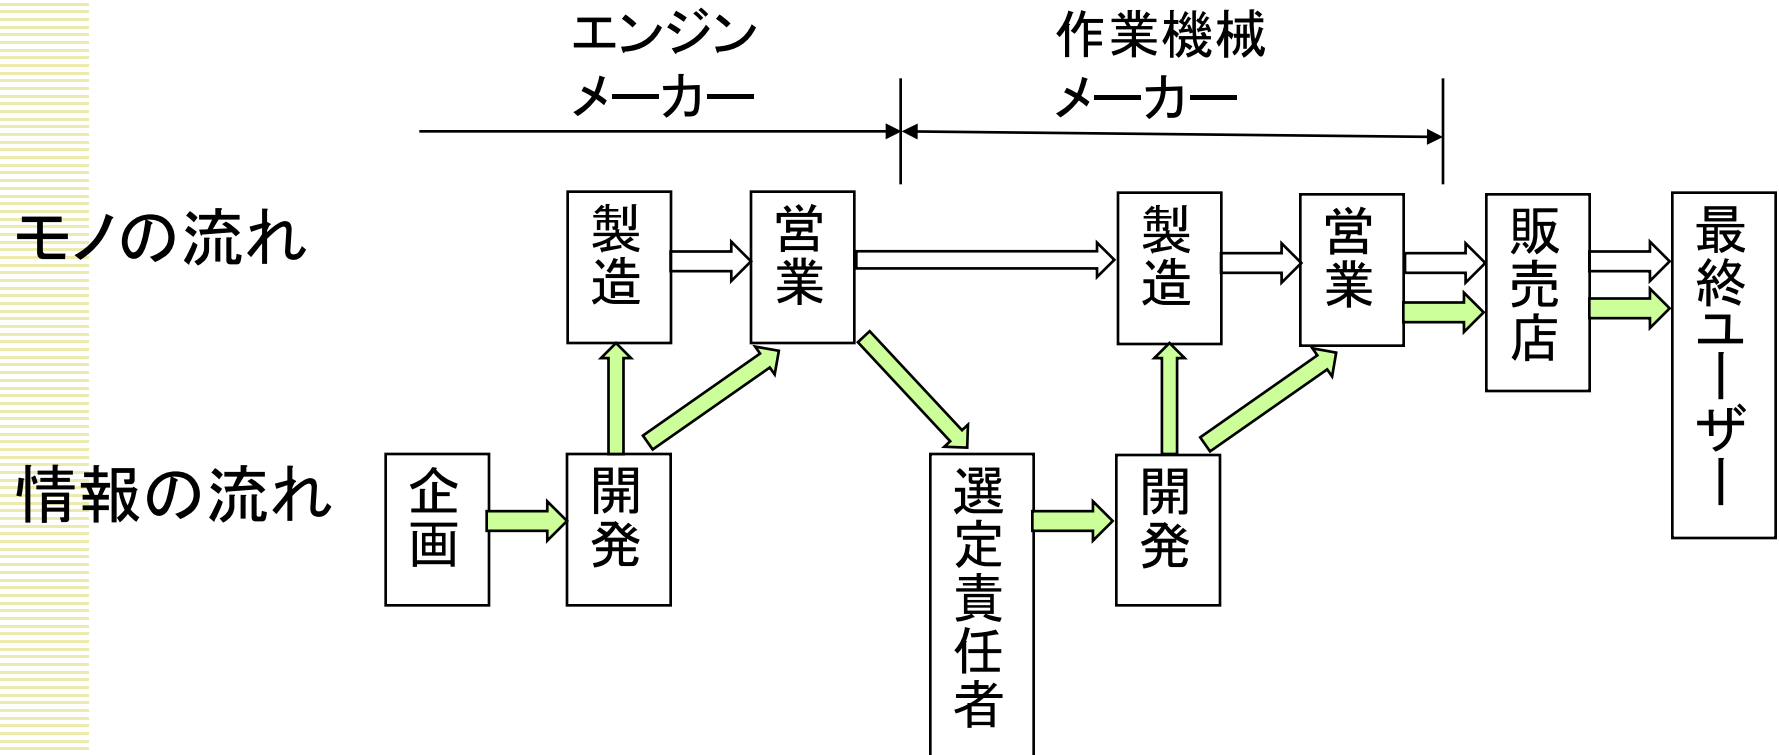 エンジン
メーカー
作業機械
メーカー
モノの流れ
製造
営業
製造
営業
販売店
最終ユーザー
情報の流れ
企画
開発
選定責任者
開発